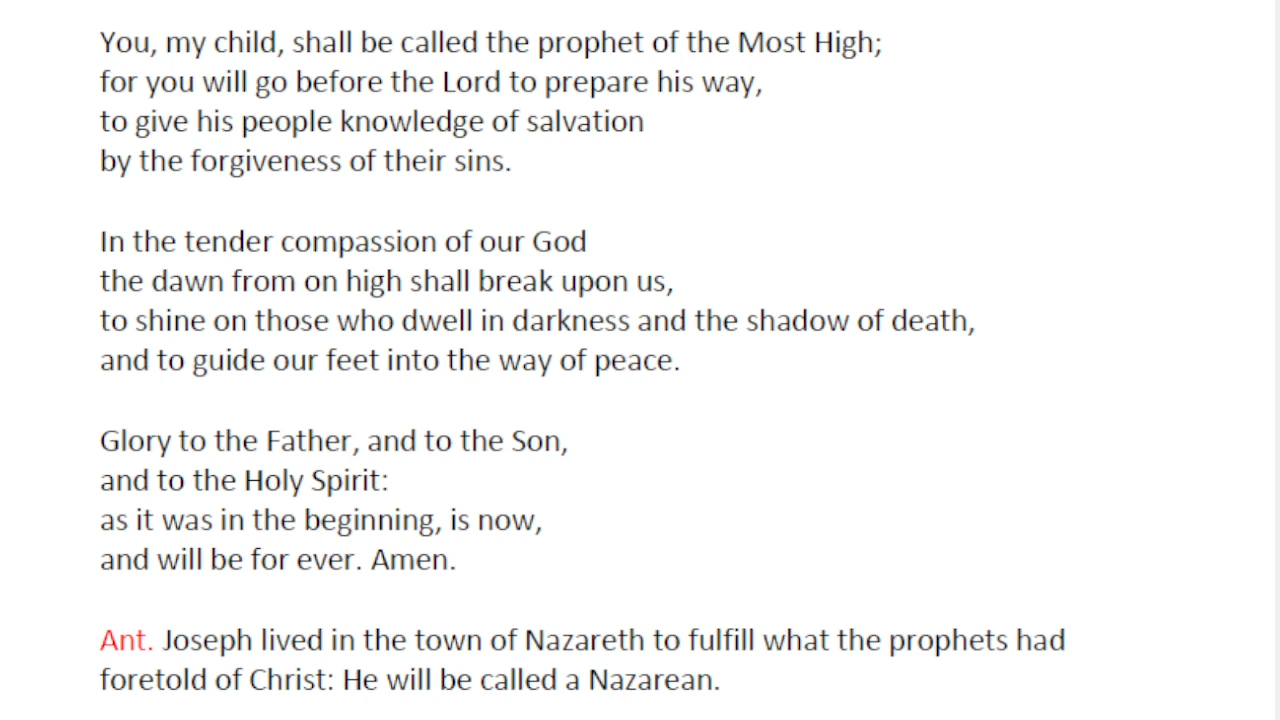 You, my child, shall be called the prophet of the Most High;
for you will go before the Lord to prepare his way,
to give his people knowledge of salvation
by the forgiveness of their sins.
In the tender compassion of our God
the dawn from on high shall break upon us,
to shine on those who dwell in darkness and the shadow of death,
and to guide our feet into the way of peace.
Glory to the Father, and to the Son,
and to the Holy Spirit:
as it was in the beginning, is now,
and will be for ever. Amen.
Ant. Joseph lived in the town of Nazareth to fulfill what the prophets had
foretold of Christ: He will be called a Nazarean.